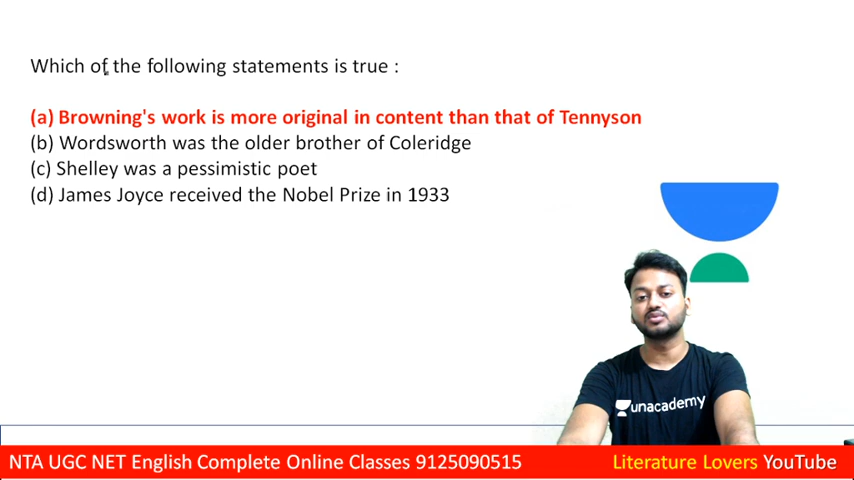 Which of the following statements is true :
(a) Browning's work is more original in content than that of Tennyson
(b) Wordsworth was the older brother of Coleridge
(c) Shelley was a pessimistic poet
(d) James Joyce received the Nobel Prize in 1933
unacademy
NTA UGC NET English Complete Online Classes 9125090515 Literature Lovers YouTube